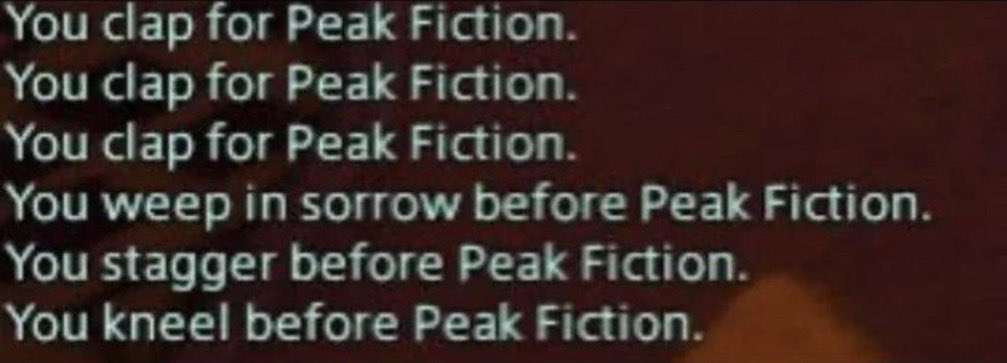 You clap for Peak Fiction.
You clap for Peak Fiction.
You clap for Peak Fiction.
You weep in sorrow before Peak Fiction.
You stagger before Peak Fiction.
You kneel before Peak Fiction.